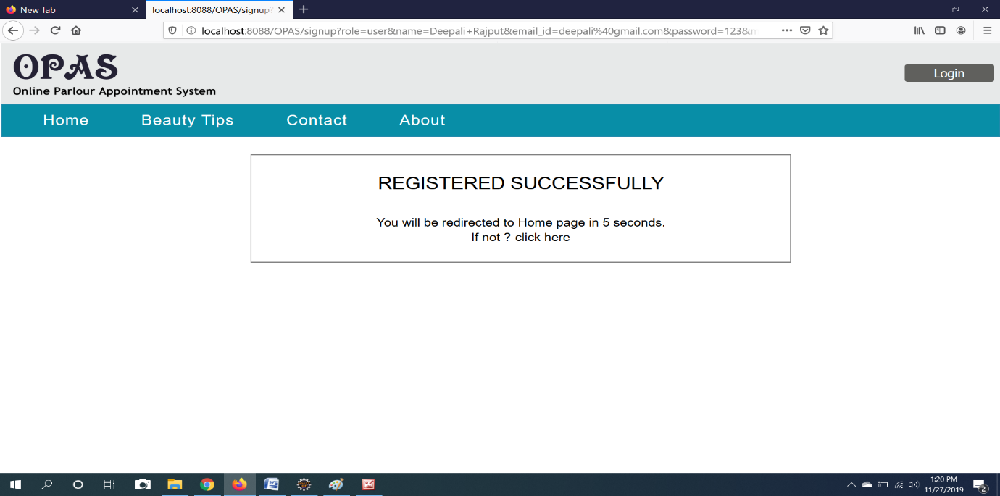 New Tab
localhost:8088/OPAS/signup?
localhost:8088/OPAS/signup?role=user&name=Deepali+Rajput&email_id=deepali%40gmail.com&password=123&m
OPAS
Online Parlour Appointment System
Login
Home Beauty Tips Contact About
REGISTERED SUCCESSFULLY
You will be redirected to Home page in 5 seconds.
If not ? click here
1:20 PM
11/27/2019
2